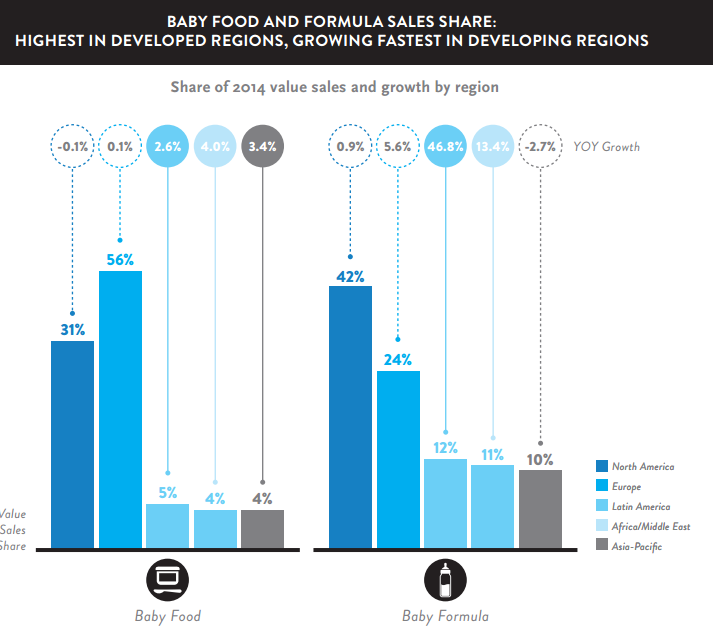 BABY FOOD AND FORMULA SALES SHARE:
HIGHEST IN DEVELOPED REGIONS, GROWING FASTEST IN DEVELOPING REGIONS
Share of 2014 value sales and growth by region
-0.1% 0.1% 2.6% 4.0% 3.4% 0.9% 5.6% 46.8% 13.4% -2.7% YOY Growth
56%
42%
31%
24%
12%
11%
10%
5%
4%
4%
North America
Europe
Latin America
Africa/Middle East
Asia-Pacific
Value
Sales
Share
Baby Food Baby Formula